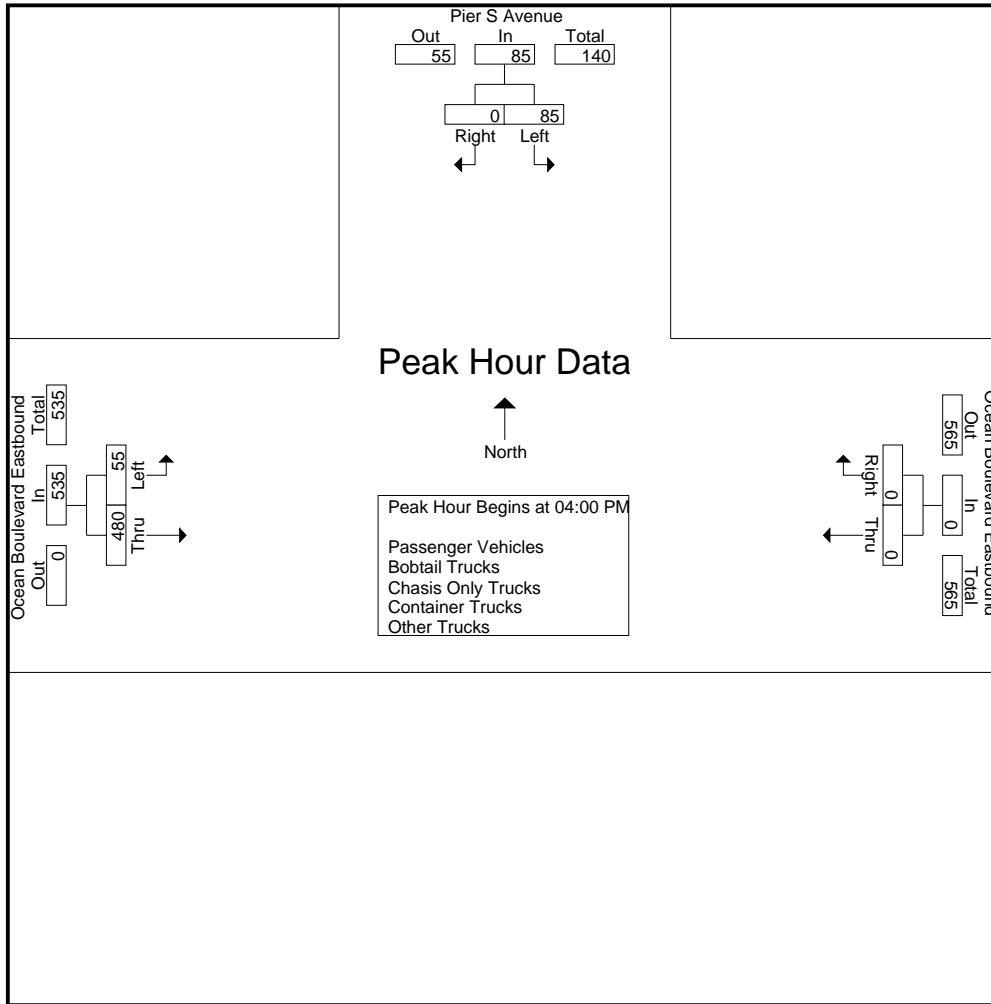 Pier S Avenue
Out In Total
55 85 140
0 85
Right Left
Peak Hour Data
North
Peak Hour Begins at 04:00 PM
Passenger Vehicles
Bobtail Trucks
Chasis Only Trucks
Container Trucks
Other Trucks
Ocean Boulevard Eastbound
Out In Total
0 535 535
55 480
Left Thru
Ocean Boulevard Eastbound
Out In Total
565 0 565
0 0
Right Thru